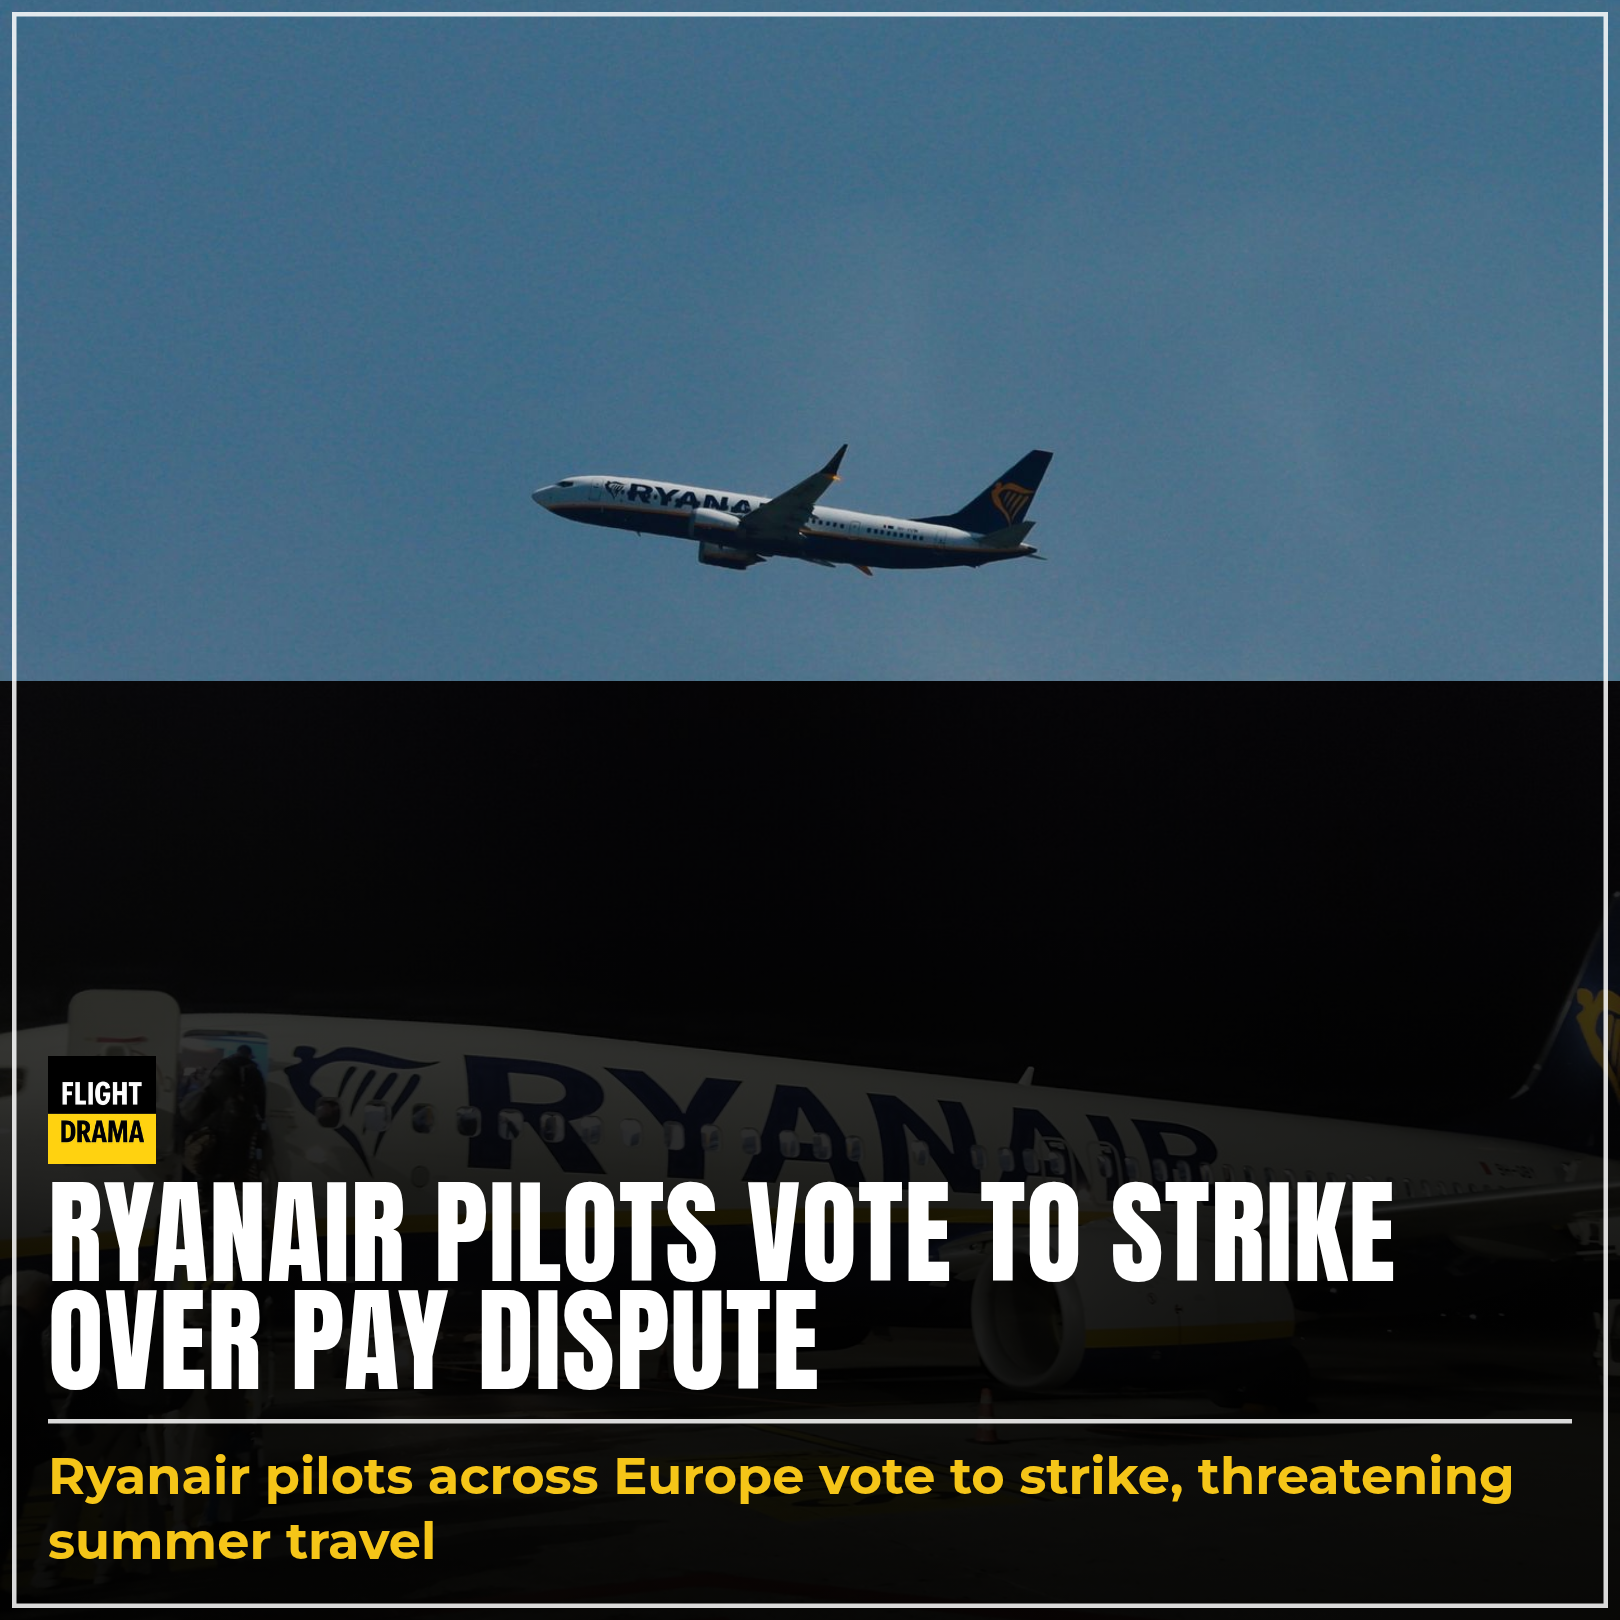 RYANA
RYANAIR
FLIGHT
DRAMA
RYANAIR PILOTS VOTE TO STRIKE
OVER PAY DISPUTE
Ryanair pilots across Europe vote to strike, threatening
summer travel